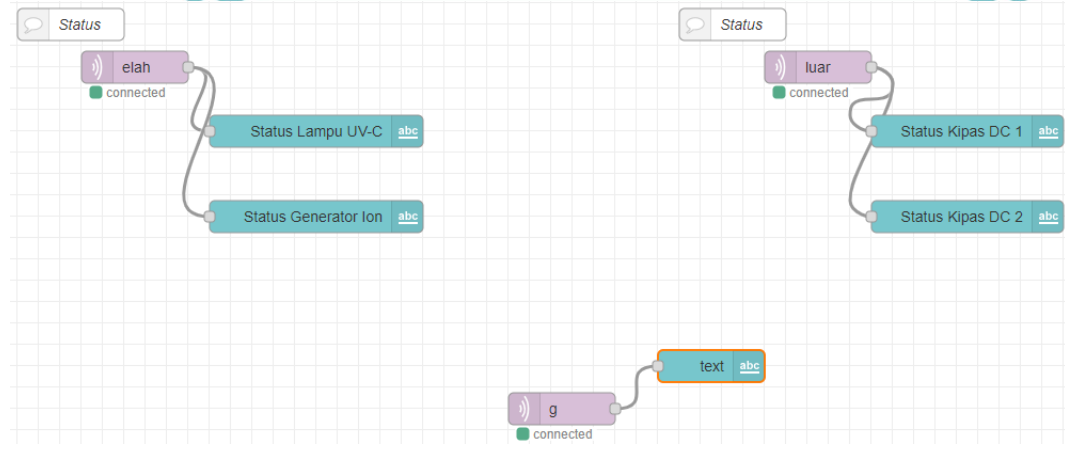 Status
Status
elah
luar
connected
connected
Status Lampu UV-C abc
Status Kipas DC 1 abc
Status Generator Ion abc
Status Kipas DC 2 abc
text abc
g
connected